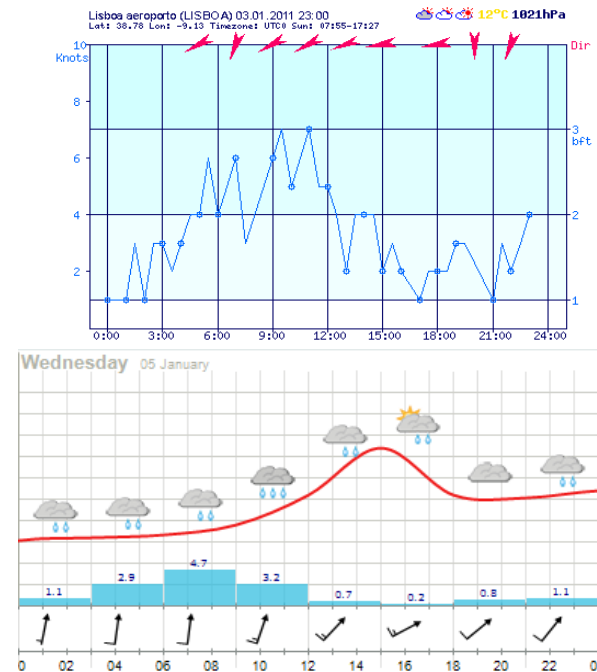 Lisboa aeroporto (LISBOA) 03.01.2011 23:00 12°C 1021hPa
Lat: 38.78 Lon: -9.13 Timezone: UTC0 Sun: 07:55-17:27
10 Dir
Knots
8
3
bft
6
4 2
2
1
0:00 3:00 6:00 9:00 12:00 15:00 18:00 21:00 24:00
Wednesday 05 January
1.1 2.9 4.7 3.2 0.7 0.2 0.8 1.1
0 02 04 06 08 10 12 14 16 18 20 22 0